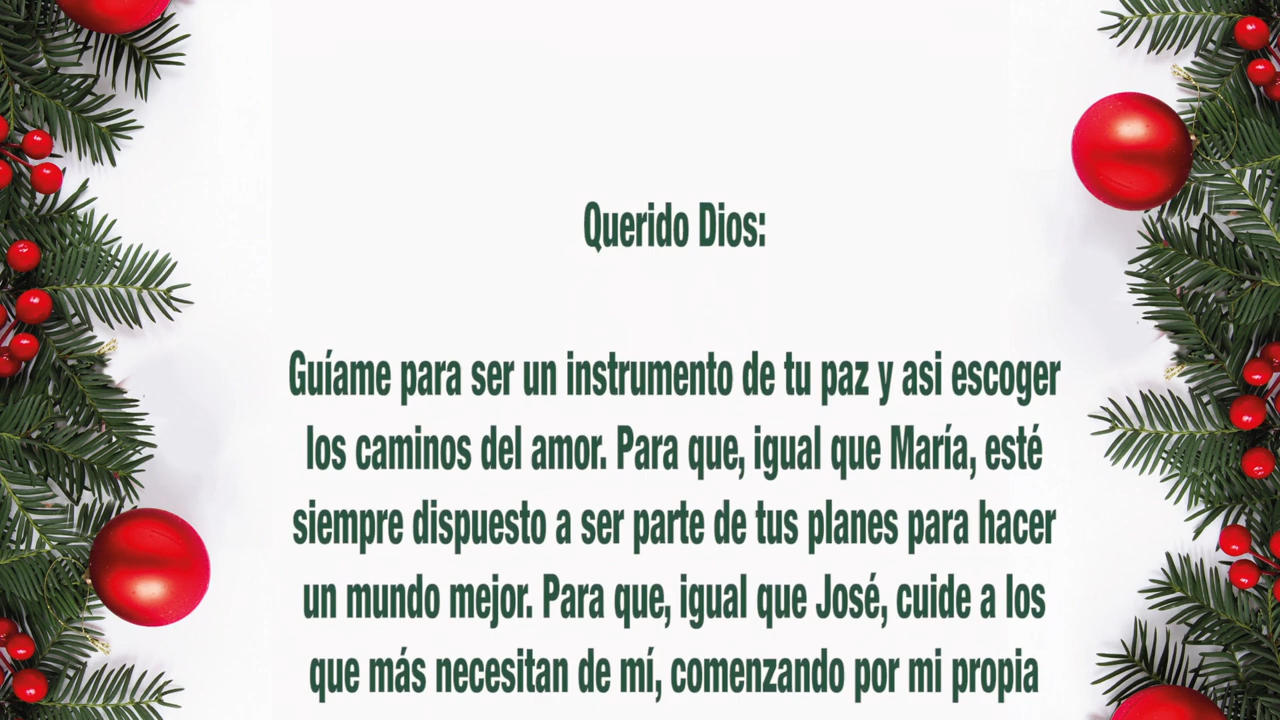 Querido Dios:
Guíame para ser un instrumento de tu paz y asi escoger
los caminos del amor. Para que, igual que María, esté
siempre dispuesto a ser parte de tus planes para hacer
un mundo mejor. Para que, igual que José, cuide a los
que más necesitan de mí, comenzando por mi propia